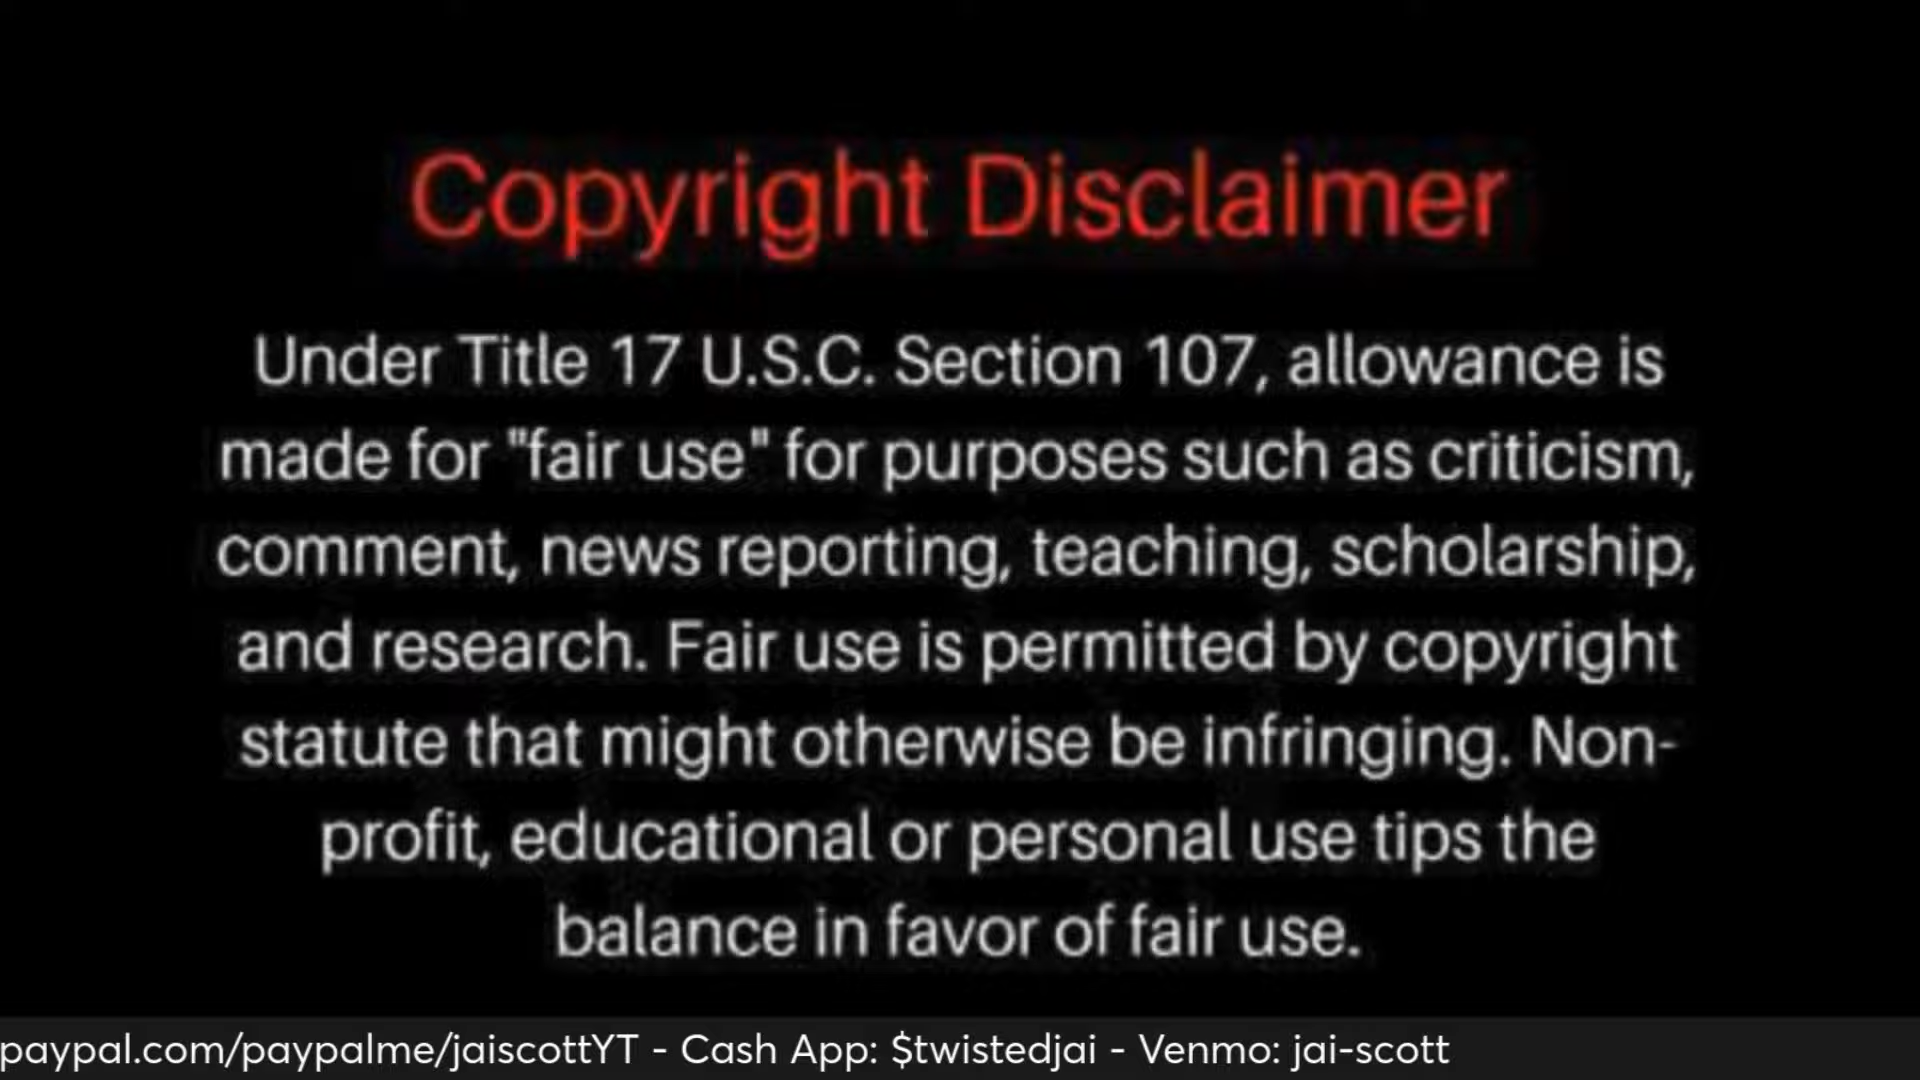 Copyright Disclaimer
Under Title 17 U.S.C. Section 107, allowance is
made for "fair use" for purposes such as criticism,
comment, news reporting, teaching, scholarship,
and research. Fair use is permitted by copyright
statute that might otherwise be infringing. Non-
profit, educational or personal use tips the
balance in favor of fair use.
paypal.com/paypalme/jaiscottYT - Cash App: $twistedjai - Venmo: jai-scott